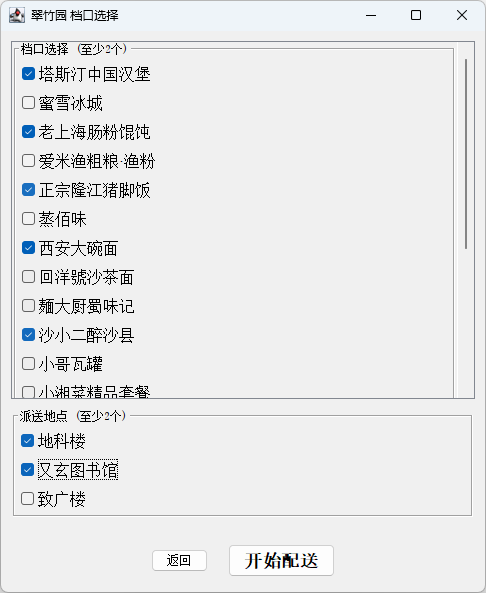 翠竹园 档口选择
档口选择 (至少2个)
塔斯汀中国汉堡
蜜雪冰城
老上海肠粉馄饨
爱米渔粗粮·渔粉
正宗隆江猪脚饭
蒸佰味
西安大碗面
回洋號沙茶面
麺大厨蜀味记
沙小二醉沙县
小哥瓦罐
小湘菜精品套餐
派送地点 (至少2个)
地科楼
又玄图书馆
致广楼
返回
开始配送